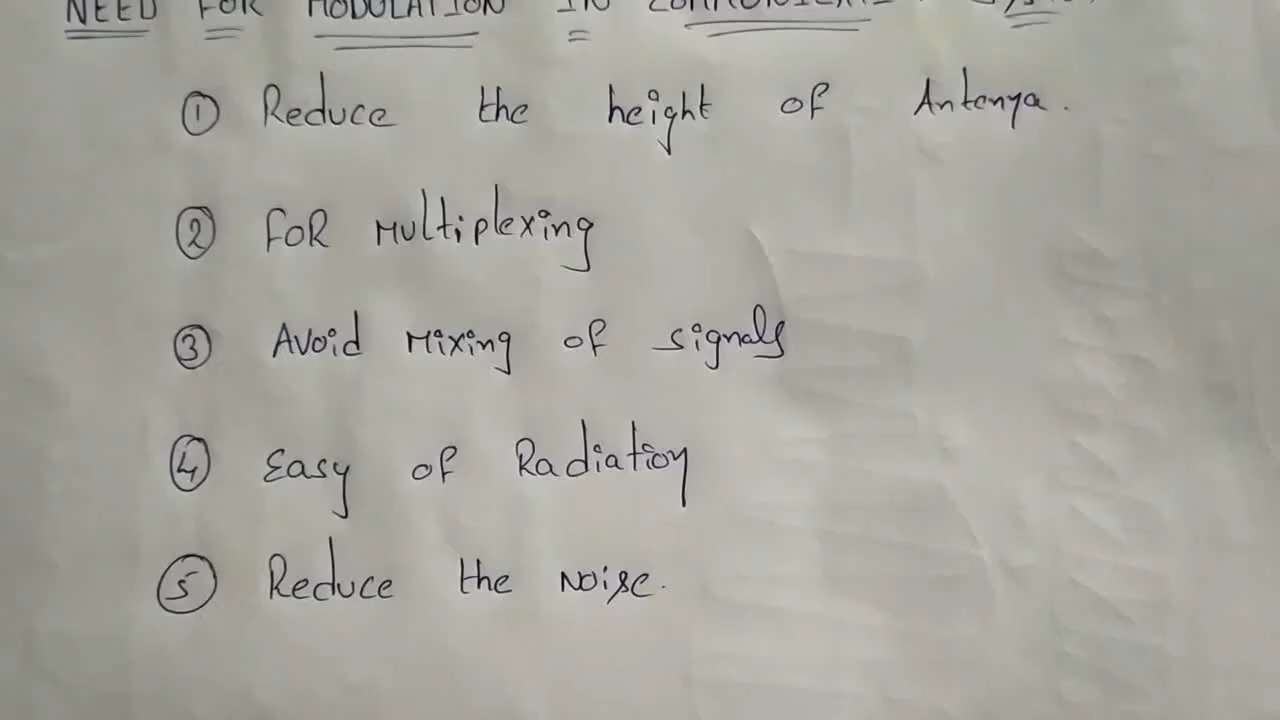 NEED FOR MODULATION IN COMMUNICAT
① Reduce the height of Antenna.
② FOR Multiplexing
③ Avoid Mixing of signals
④ Easy of Radiation
⑤ Reduce the Noise.